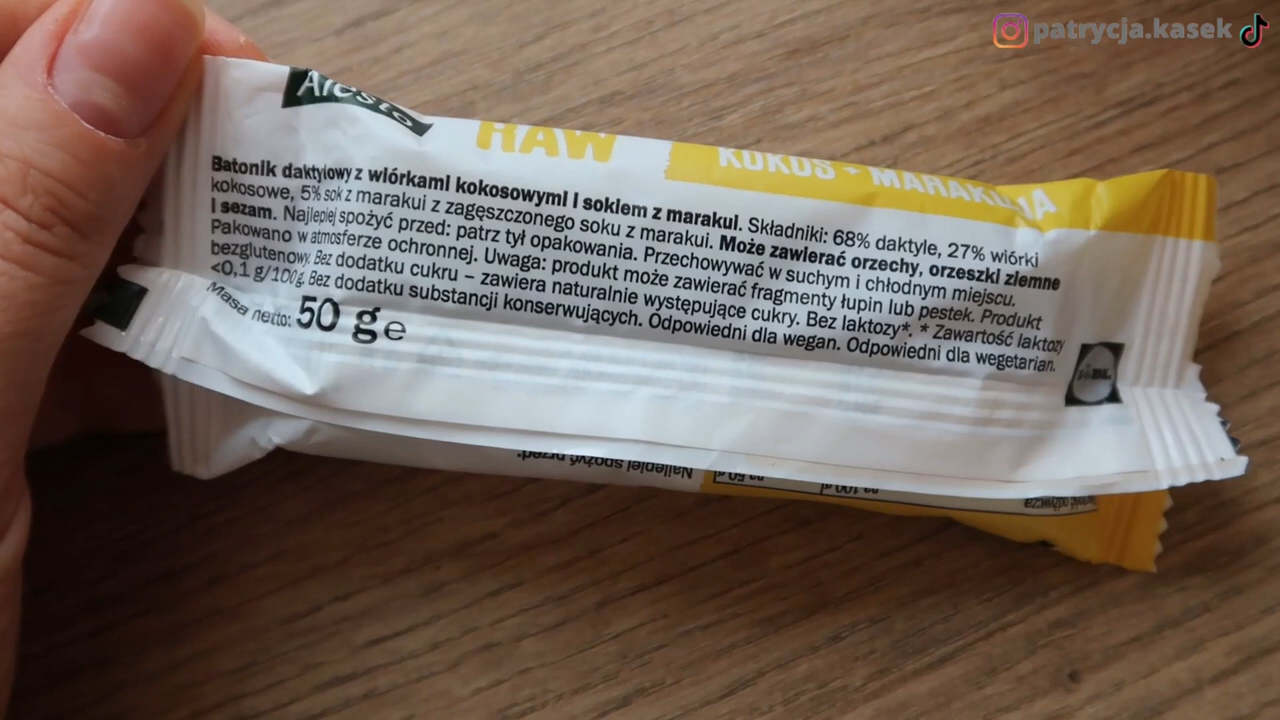 patrycja.kasek
Alesto
RAW
KOKOS + MARAKUJA
Batonik daktylowy z wiórkami kokosowymi i sokiem z marakui. Składniki: 68% daktyle, 27% wiórki
kokosowe, 5% sok z marakui z zagęszczonego soku z marakui. Może zawierać orzechy, orzeszki ziemne
i sezam. Najlepiej spożyć przed: patrz tył opakowania. Przechowywać w suchym i chłodnym miejscu.
Pakowano w atmosferze ochronnej. Uwaga: produkt może zawierać fragmenty łupin lub pestek. Produkt
bezglutenowy. Bez dodatku cukru – zawiera naturalnie występujące cukry. Bez laktozy*. * Zawartość laktozy
<0,1 g/100g. Bez dodatku substancji konserwujących. Odpowiedni dla wegan. Odpowiedni dla wegetarian.
Masa netto: 50 g e
Najlepiej spożyć przed:
na 50 g
na 100 g